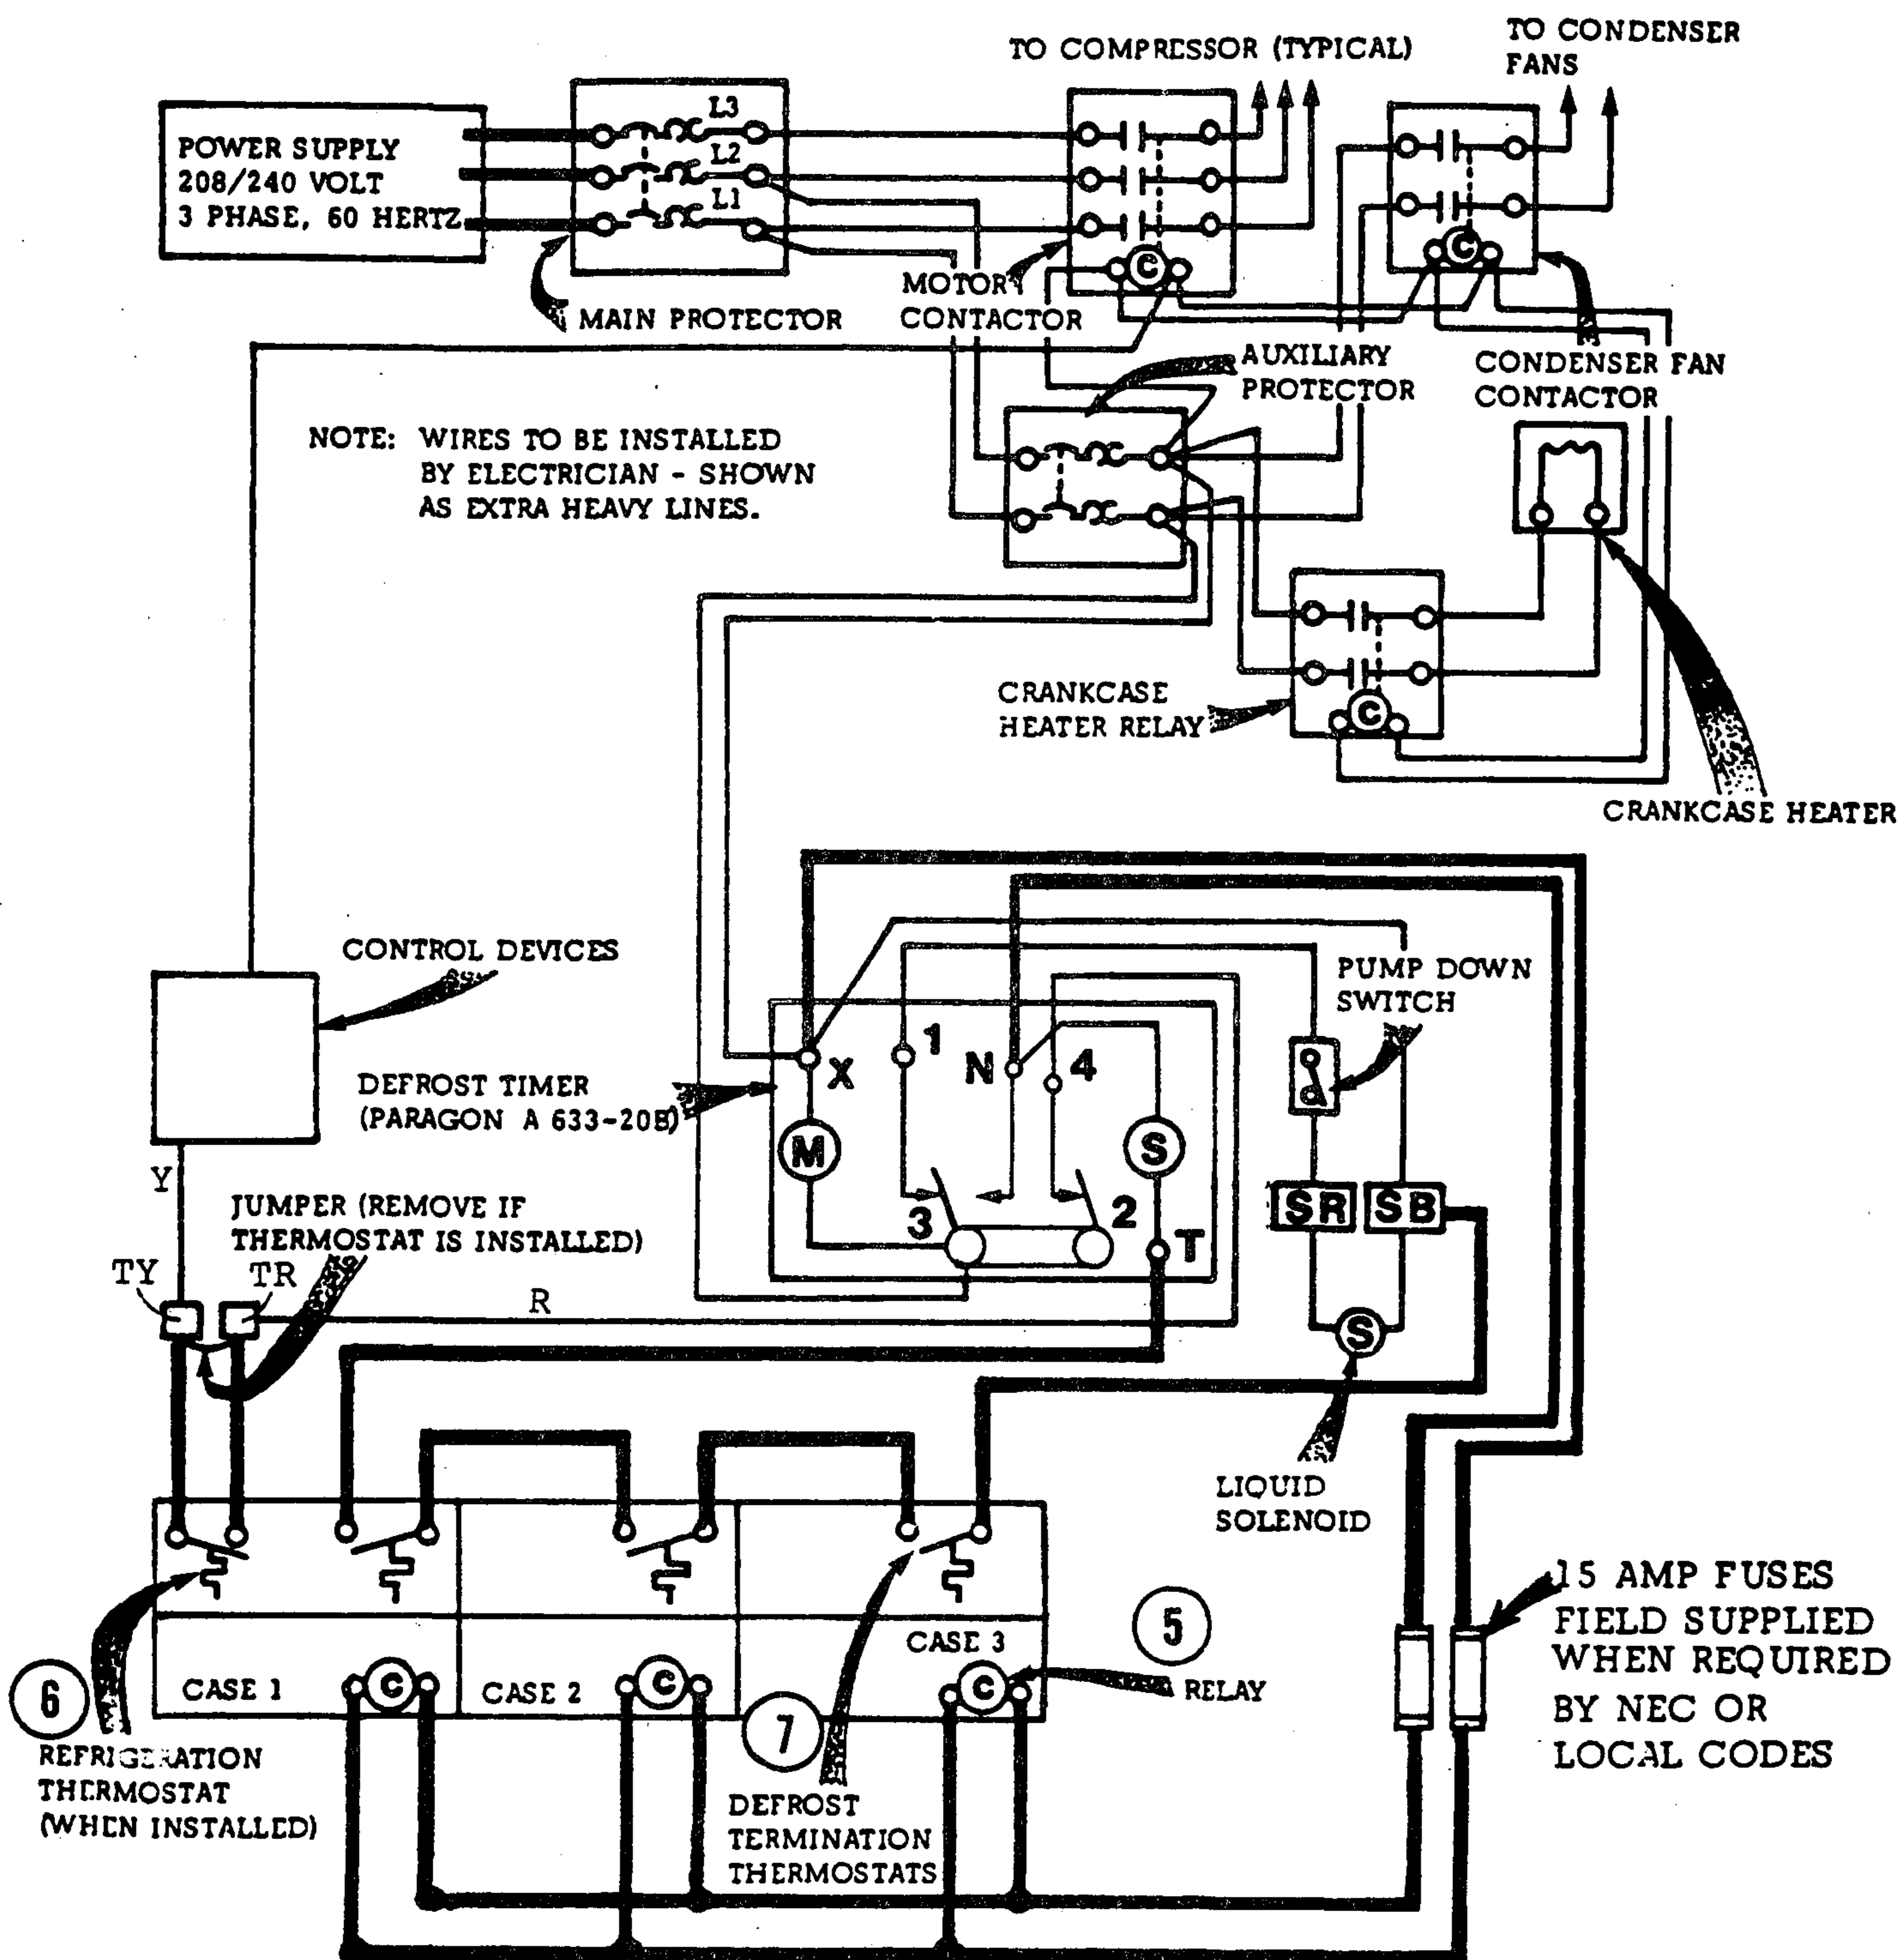 TO COMPRESSOR (TYPICAL)
TO CONDENSER
FANS
POWER SUPPLY
208/240 VOLT
3 PHASE, 60 HERTZ
L3
L2
L1
C
C
MAIN PROTECTOR
MOTOR
CONTACTOR
AUXILIARY
PROTECTOR
CONDENSER FAN
CONTACTOR
NOTE: WIRES TO BE INSTALLED
BY ELECTRICIAN - SHOWN
AS EXTRA HEAVY LINES.
CRANKCASE
HEATER RELAY
C
CRANKCASE HEATER
CONTROL DEVICES
PUMP DOWN
SWITCH
DEFROST TIMER
(PARAGON A 633-20B)
X
1
N
4
M
S
3
2
T
SR
SB
S
Y
JUMPER (REMOVE IF
THERMOSTAT IS INSTALLED)
TY
TR
R
LIQUID
SOLENOID
15 AMP FUSES
FIELD SUPPLIED
WHEN REQUIRED
BY NEC OR
LOCAL CODES
5
RELAY
CASE 1
C
CASE 2
C
CASE 3
C
6
REFRIGERATION
THERMOSTAT
(WHEN INSTALLED)
7
DEFROST
TERMINATION
THERMOSTATS